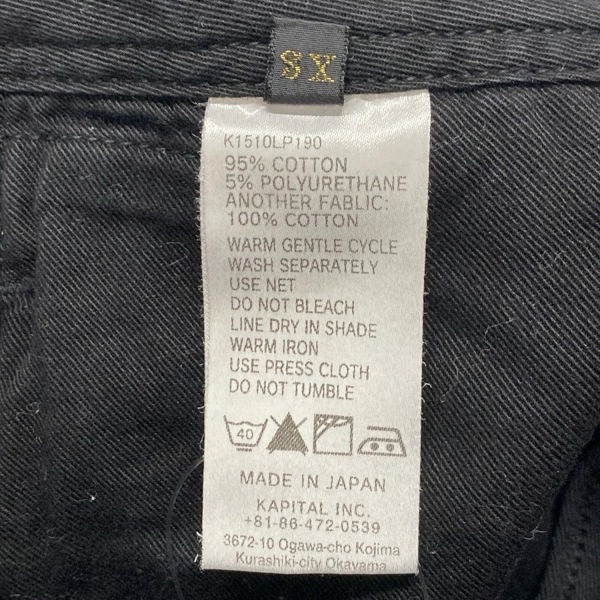 SX
K1510LP190
95% COTTON
5% POLYURETHANE
ANOTHER FABLIC:
100% COTTON
WARM GENTLE CYCLE
WASH SEPARATELY
USE NET
DO NOT BLEACH
LINE DRY IN SHADE
WARM IRON
USE PRESS CLOTH
DO NOT TUMBLE
40
MADE IN JAPAN
KAPITAL INC.
+81-86-472-0539
3672-10 Ogawa-cho Kojima
Kurashiki-city Okayama